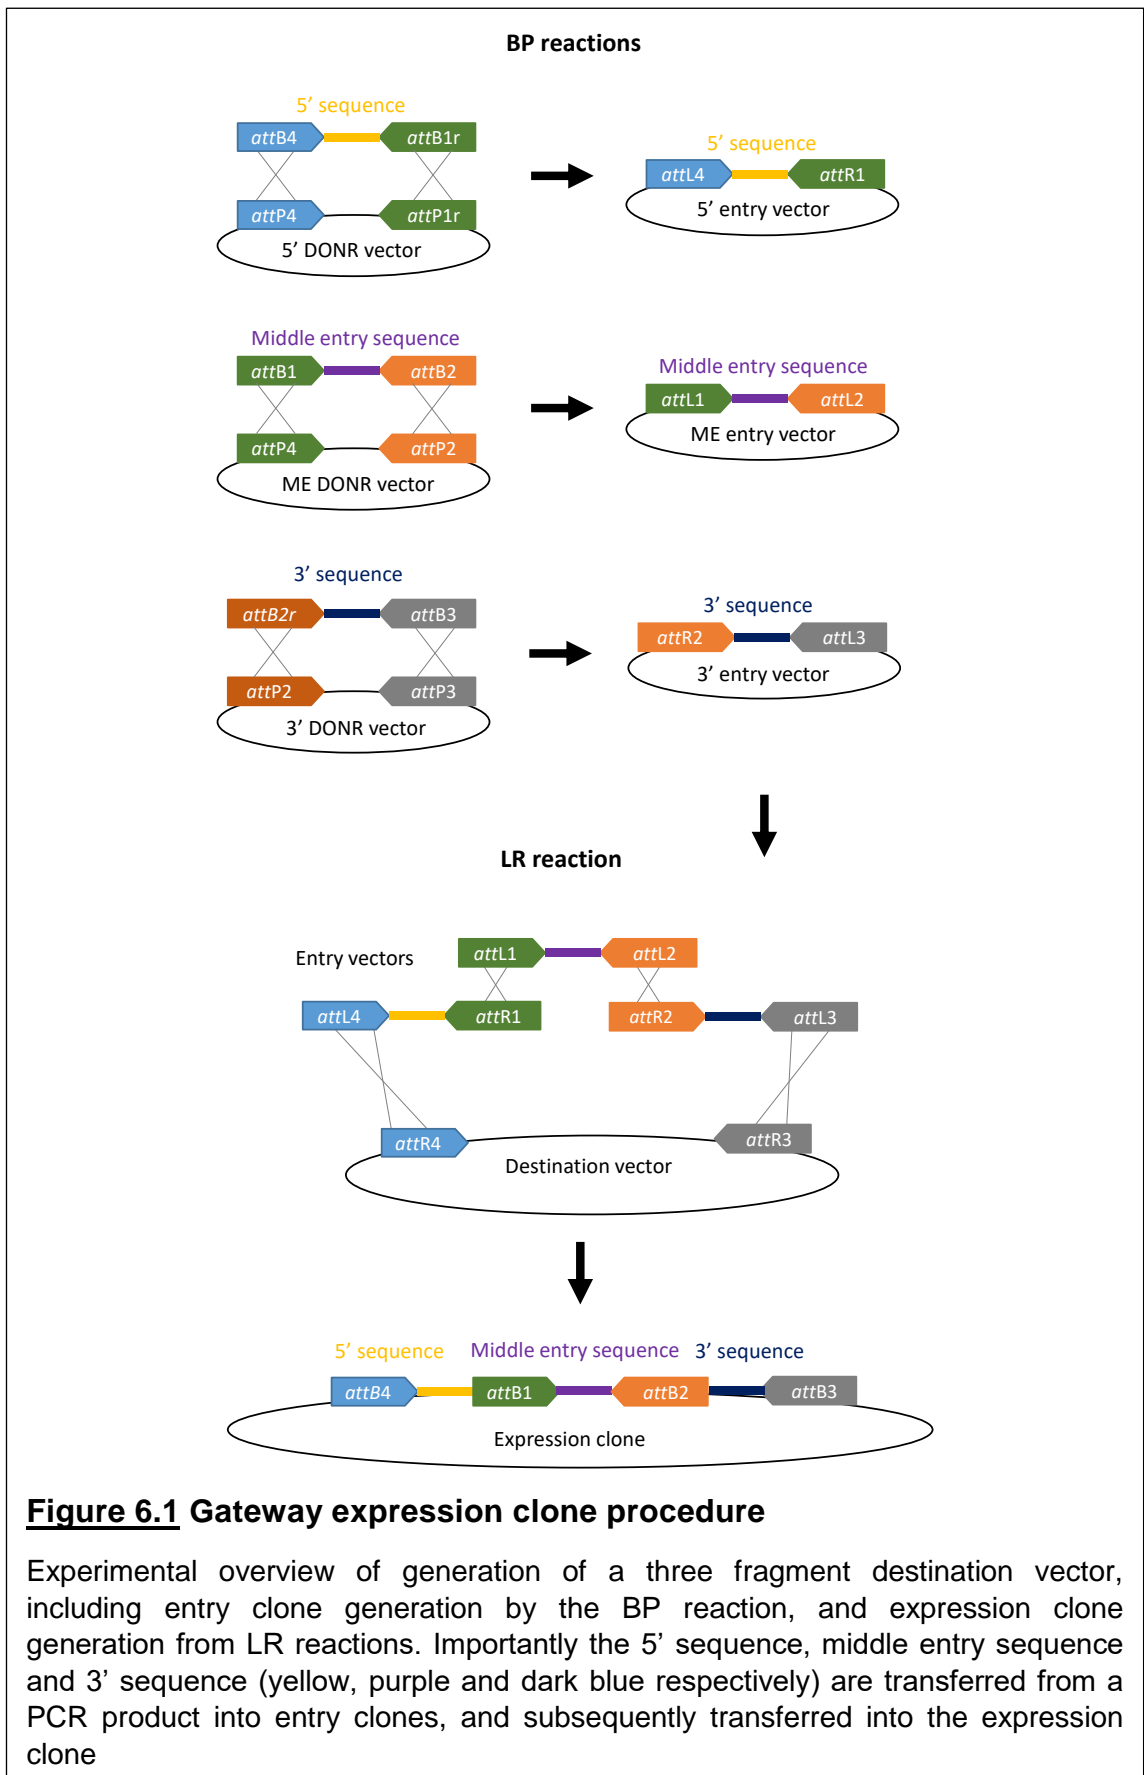 BP reactions
5’ sequence
attB4 attB1r
attP4 attP1r
5’ DONR vector
5’ sequence
attL4 attR1
5’ entry vector
Middle entry sequence
attB1 attB2
attP4 attP2
ME DONR vector
Middle entry sequence
attL1 attL2
ME entry vector
3’ sequence
attB2r attB3
attP2 attP3
3’ DONR vector
3’ sequence
attR2 attL3
3’ entry vector
LR reaction
Entry vectors
attL1 attL2
attL4 attR1 attR2 attL3
attR4 attR3
Destination vector
5’ sequence Middle entry sequence 3’ sequence
attB4 attB1 attB2 attB3
Expression clone
Figure 6.1 Gateway expression clone procedure
Experimental overview of generation of a three fragment destination vector,
including entry clone generation by the BP reaction, and expression clone
generation from LR reactions. Importantly the 5’ sequence, middle entry sequence
and 3’ sequence (yellow, purple and dark blue respectively) are transferred from a
PCR product into entry clones, and subsequently transferred into the expression
clone